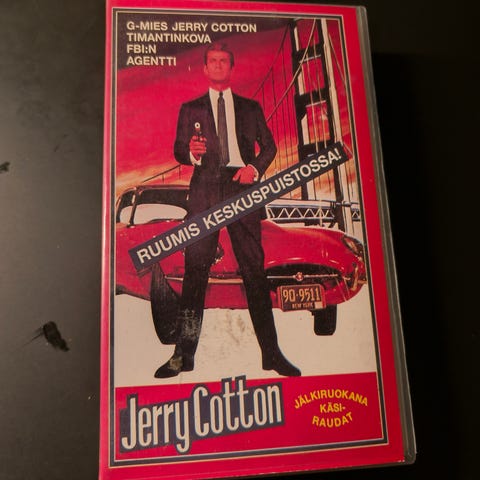 G-MIES JERRY COTTON
TIMANTINKOVA
FBI:N
AGENTTI
RUUMIS KESKUSPUISTOSSA!
90-9511
NEW YORK
Jerry Cotton
JÄLKIRUOKANA
KÄSI-
RAUDAT